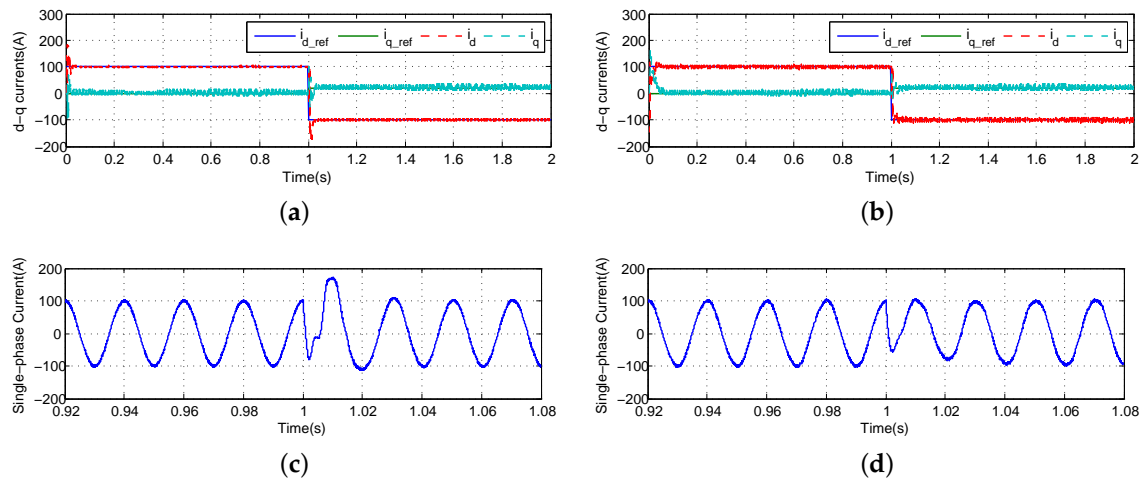 300
200
100
0
−100
−200
d−q currents(A)
i_d_ref i_q_ref i_d i_q
0 0.2 0.4 0.6 0.8 1 1.2 1.4 1.6 1.8 2
Time(s)
(a)
300
200
100
0
−100
−200
d−q currents(A)
i_d_ref i_q_ref i_d i_q
0 0.2 0.4 0.6 0.8 1 1.2 1.4 1.6 1.8 2
Time(s)
(b)
200
100
0
−100
−200
Single−phase Current(A)
0.92 0.94 0.96 0.98 1 1.02 1.04 1.06 1.08
Time(s)
(c)
200
100
0
−100
−200
Single−phase Current(A)
0.92 0.94 0.96 0.98 1 1.02 1.04 1.06 1.08
Time(s)
(d)